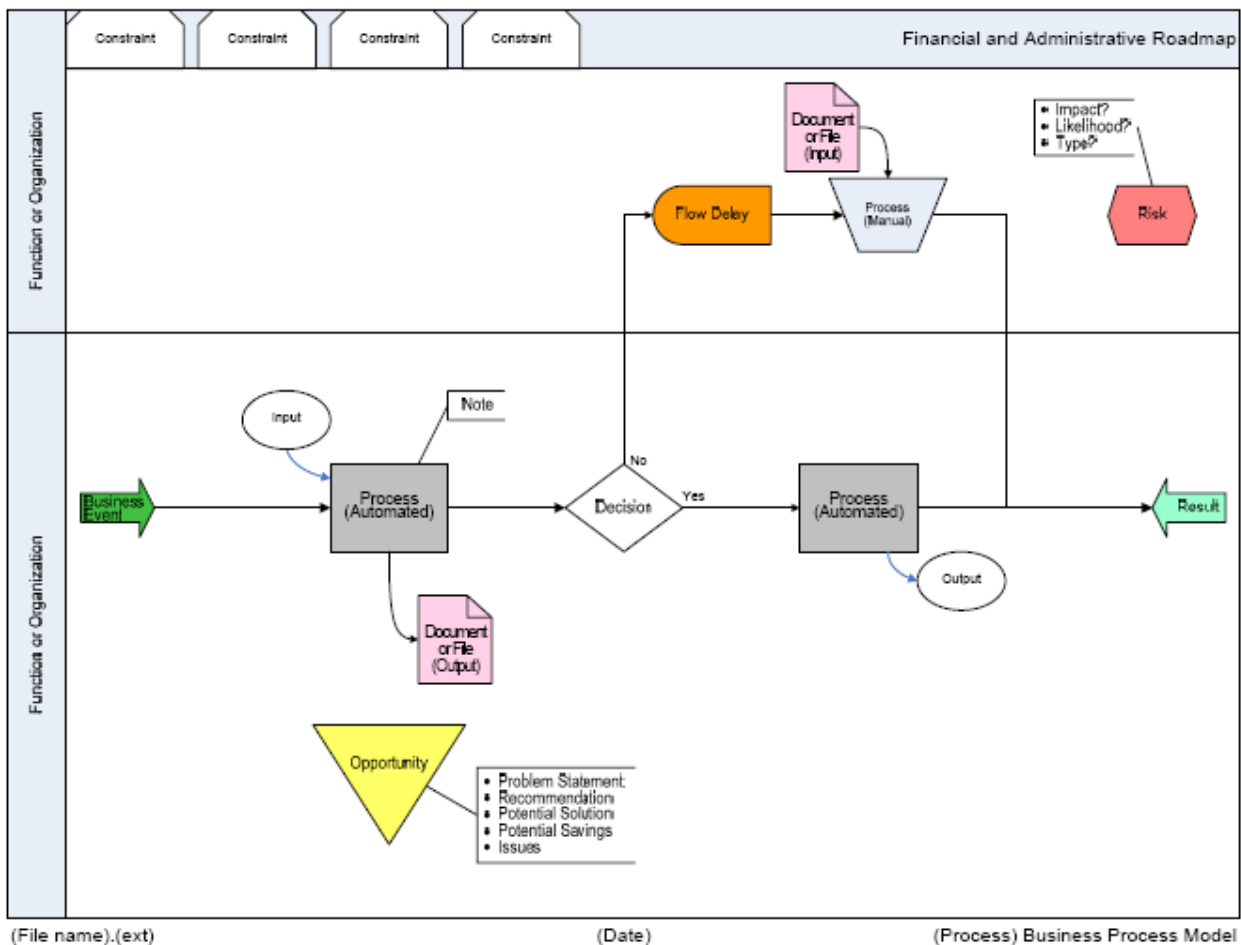 Constraint
Constraint
Constraint
Constraint
Financial and Administrative Roadmap
Function or Organization
Document
or File
(Input)
• Impact?
• Likelihood?
• Type?
Flow Delay
Process
(Manual)
Risk
Function or Organization
Input
Note
No
Business
Event
Process
(Automated)
Decision
Yes
Process
(Automated)
Result
Output
Document
or File
(Output)
Opportunity
• Problem Statement
• Recommendation
• Potential Solution
• Potential Savings
• Issues
(File name).(ext)
(Date)
(Process) Business Process Model